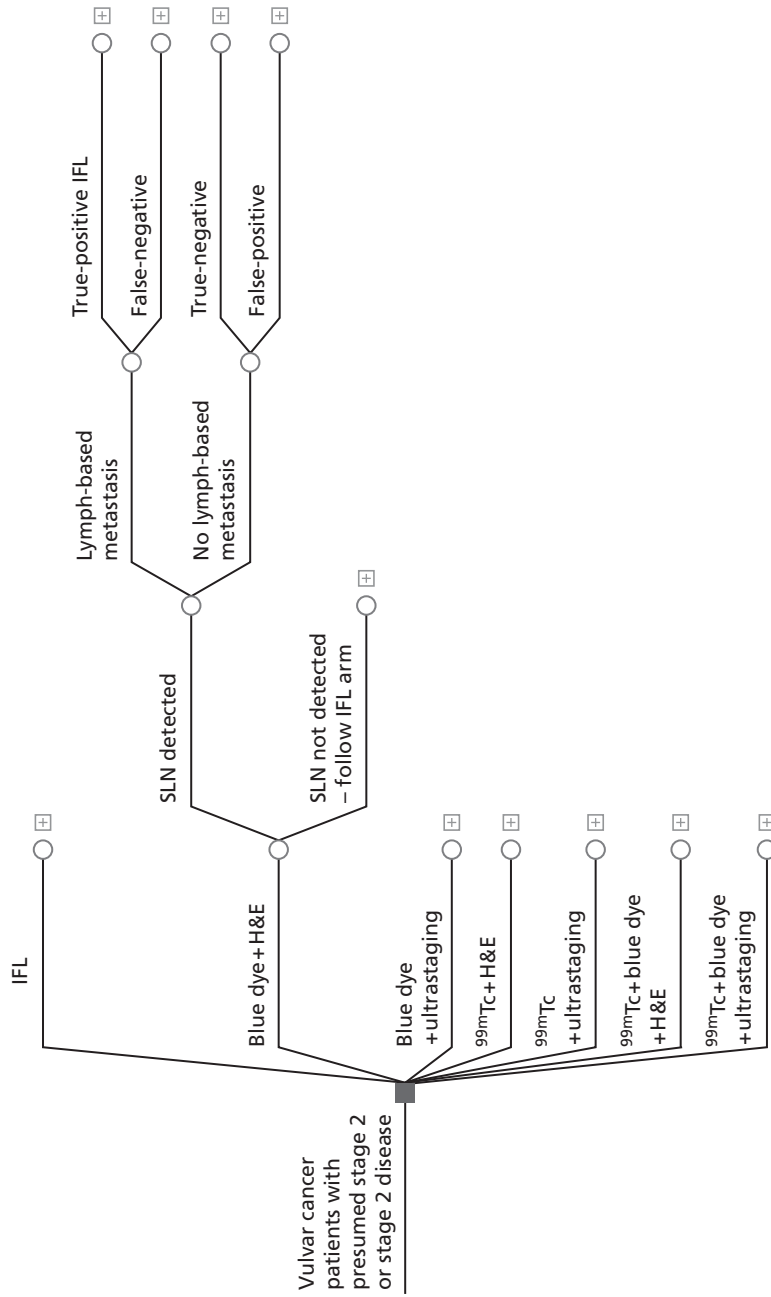 Vulvar cancer
patients with
presumed stage 2
or stage 2 disease
IFL
Blue dye+H&E
SLN detected
Lymph-based
metastasis
True-positive IFL
False-negative
No lymph-based
metastasis
True-negative
False-positive
SLN not detected
– follow IFL arm
Blue dye
+ultrastaging
99mTc+H&E
99mTc
+ultrastaging
99mTc+blue dye
+H&E
99mTc+blue dye
+ultrastaging